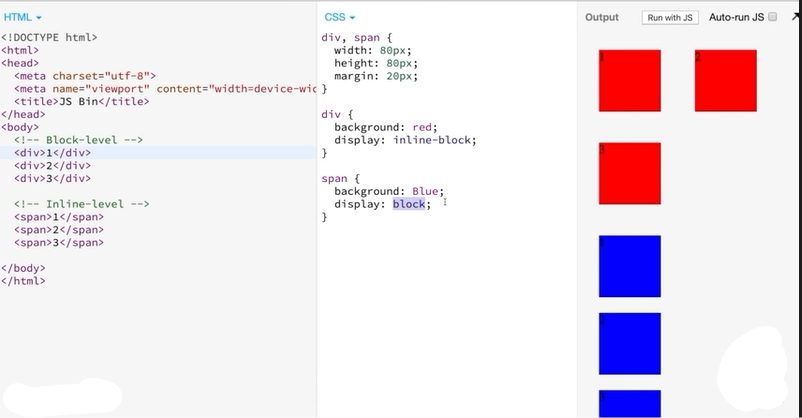 HTML
<!DOCTYPE html>
<html>
<head>
<meta charset="utf-8">
<meta name="viewport" content="width=device-wid
<title>JS Bin</title>
</head>
<body>
<!-- Block-level -->
<div>1</div>
<div>2</div>
<div>3</div>
<!-- Inline-level -->
<span>1</span>
<span>2</span>
<span>3</span>
</body>
</html>
CSS
div, span {
width: 80px;
height: 80px;
margin: 20px;
}
div {
background: red;
display: inline-block;
}
span {
background: Blue;
display: block;
}
Output
Run with JS
Auto-run JS
1
2
3
1
2
3